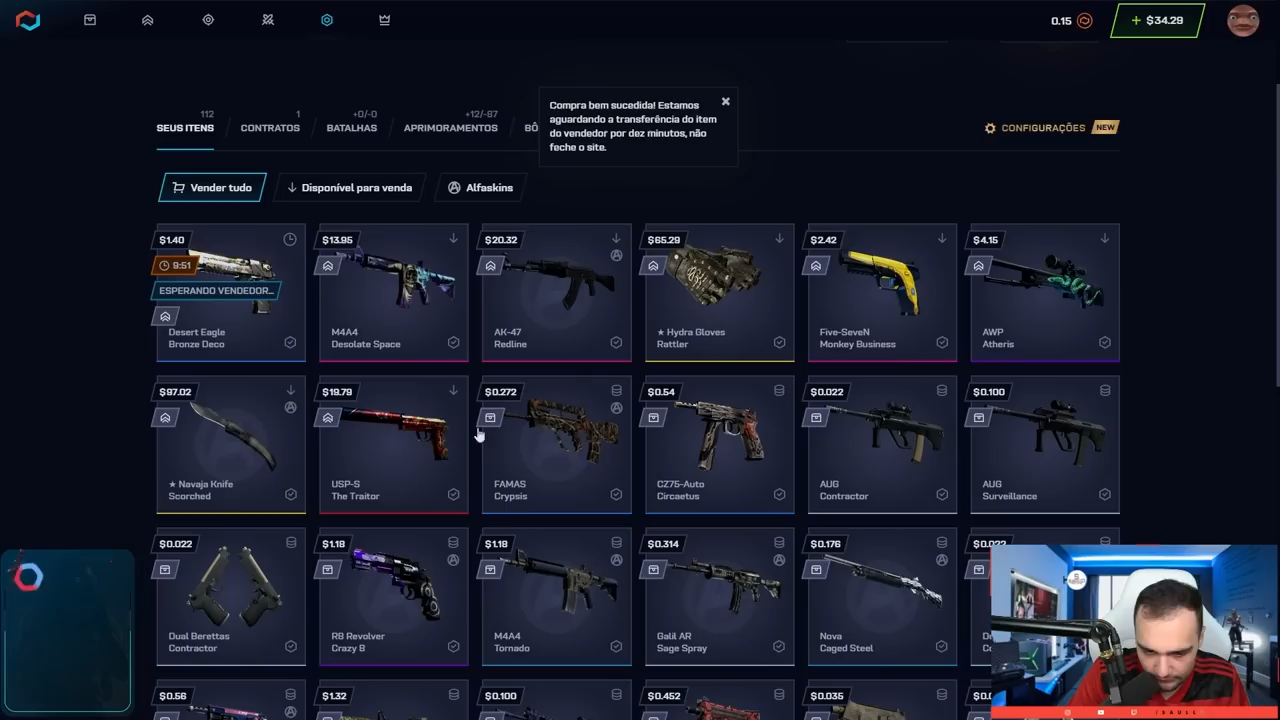 0.15
+ $34.29
Compra bem sucedida! Estamos
aguardando a transferência do item
do vendedor por dez minutos, não
feche o site.
112
SEUS ITENS
1
CONTRATOS
+0/-0
BATALHAS
+12/-87
APRIMORAMENTOS
BÔ
CONFIGURAÇÕES
NEW
Vender tudo
Disponível para venda
Alfaskins
$1.40
9:51
ESPERANDO VENDEDOR...
Desert Eagle
Bronze Deco
$13.95
M4A4
Desolate Space
$20.32
AK-47
Redline
$65.29
★ Hydra Gloves
Rattler
$2.42
Five-SeveN
Monkey Business
$4.15
AWP
Atheris
$97.02
★ Navaja Knife
Scorched
$19.79
USP-S
The Traitor
$0.272
FAMAS
Crypsis
$0.54
CZ75-Auto
Circaetus
$0.022
AUG
Contractor
$0.100
AUG
Surveillance
$0.022
Dual Berettas
Contractor
$1.18
R8 Revolver
Crazy 8
$1.18
M4A4
Tornado
$0.314
Galil AR
Sage Spray
$0.176
Nova
Caged Steel
$0.56
$1.32
$0.100
$0.452
$0.035